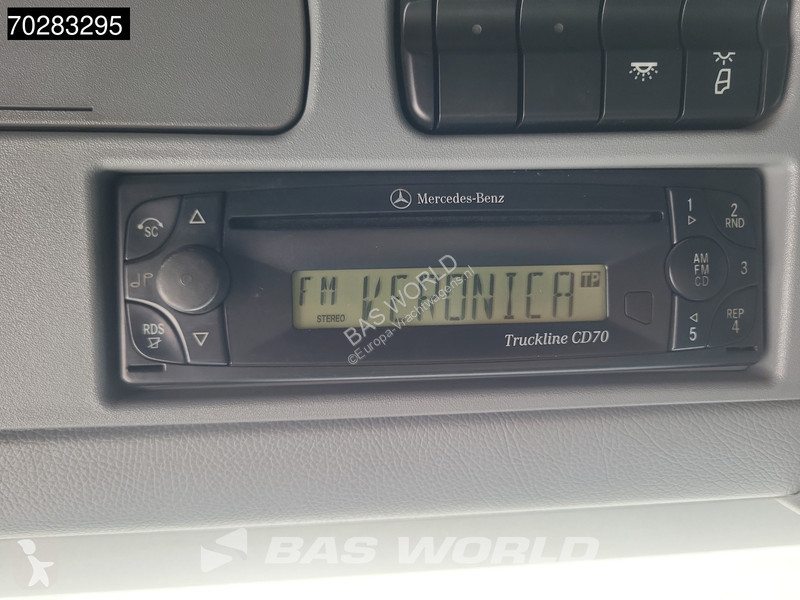 70283295
Mercedes-Benz
SC
RDS
FM
STEREO
TP
Truckline CD70
1
2
RND
AM
FM
CD
3
5
REP
4
BAS WORLD
©Europa-Vrachtwagens.nl
BAS WORLD